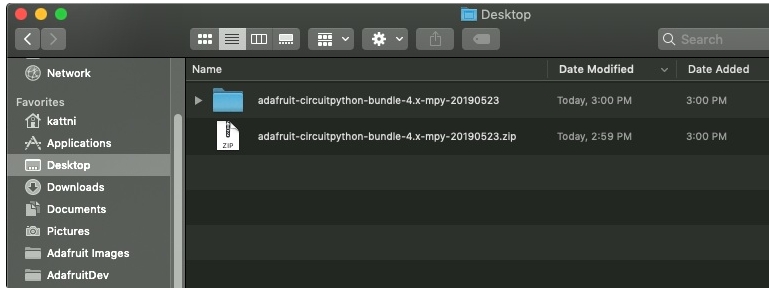 Desktop
Search
Network
Favorites
kattni
Applications
Desktop
Downloads
Documents
Pictures
Adafruit Images
AdafruitDev
Name Date Modified Date Added
adafruit-circuitpython-bundle-4.x-mpy-20190523 Today, 3:00 PM 3:00 PM
ZIP adafruit-circuitpython-bundle-4.x-mpy-20190523.zip Today, 2:59 PM 3:00 PM